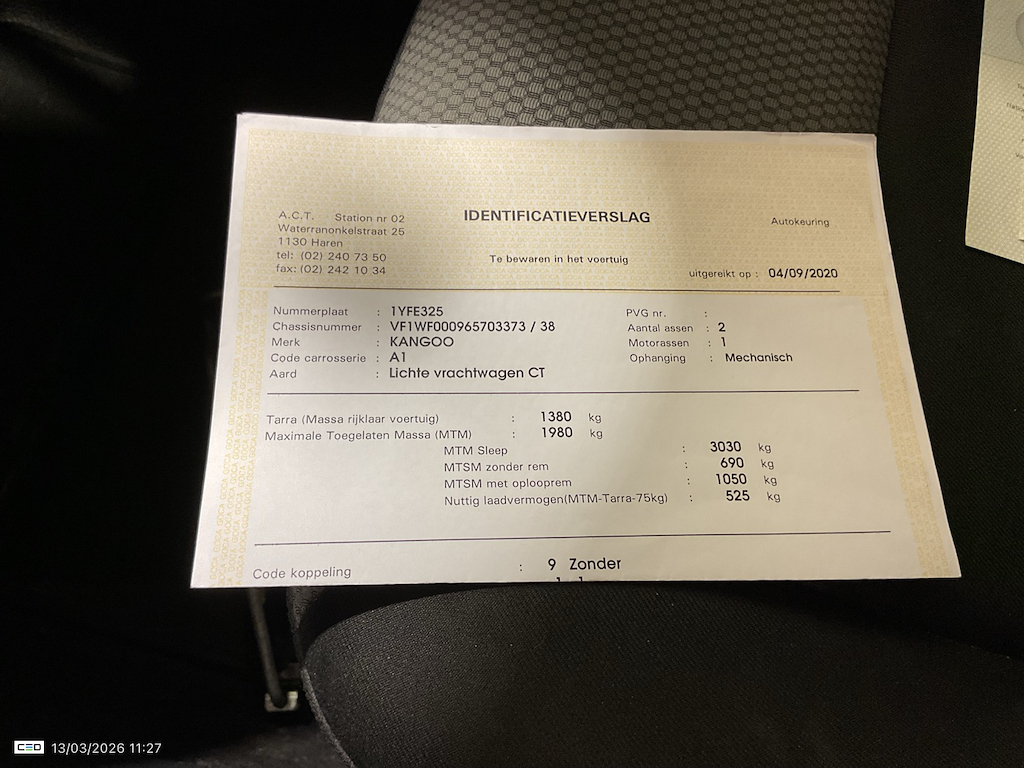 IDENTIFICATIEVERSLAG
A.C.T. Station nr 02
Waterranonkelstraat 25
1130 Haren
tel: (02) 240 73 50
fax: (02) 242 10 34
Autokeuring
Te bewaren in het voertuig
uitgereikt op : 04/09/2020
Nummerplaat : 1YFE325
Chassisnummer : VF1WF000965703373 / 38
Merk : KANGOO
Code carrosserie : A1
Aard : Lichte vrachtwagen CT
PVG nr. :
Aantal assen : 2
Motorassen : 1
Ophanging : Mechanisch
Tarra (Massa rijklaar voertuig) : 1380 kg
Maximale Toegelaten Massa (MTM) : 1980 kg
MTM Sleep : 3030 kg
MTSM zonder rem : 690 kg
MTSM met oplooprem : 1050 kg
Nuttig laadvermogen(MTM-Tarra-75kg) : 525 kg
Code koppeling : 9 Zonder
CEO 13/03/2026 11:27